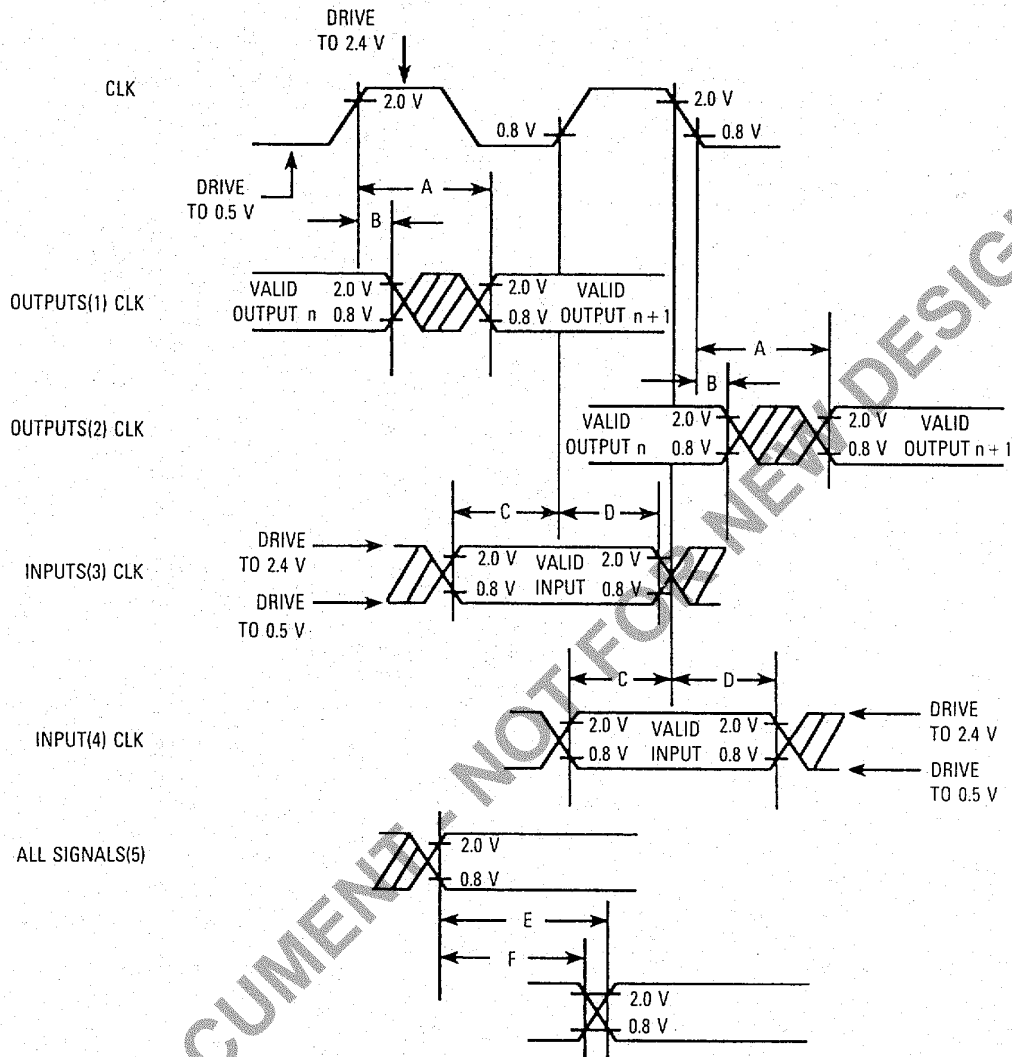 DRIVE
TO 2.4 V
CLK
2.0 V
2.0 V
0.8 V
0.8 V
DRIVE
TO 0.5 V
A
B
OUTPUTS(1) CLK
VALID
OUTPUT n
2.0 V
0.8 V
2.0 V
0.8 V
VALID
OUTPUT n + 1
A
B
OUTPUTS(2) CLK
VALID
OUTPUT n
2.0 V
0.8 V
2.0 V
0.8 V
VALID
OUTPUT n + 1
C
D
INPUTS(3) CLK
DRIVE
TO 2.4 V
DRIVE
TO 0.5 V
2.0 V
0.8 V
VALID
INPUT
2.0 V
0.8 V
C
D
INPUT(4) CLK
2.0 V
0.8 V
VALID
INPUT
2.0 V
0.8 V
DRIVE
TO 2.4 V
DRIVE
TO 0.5 V
ALL SIGNALS(5)
2.0 V
0.8 V
E
F
2.0 V
0.8 V
CUMENT - NOT FOR NEW DESIG